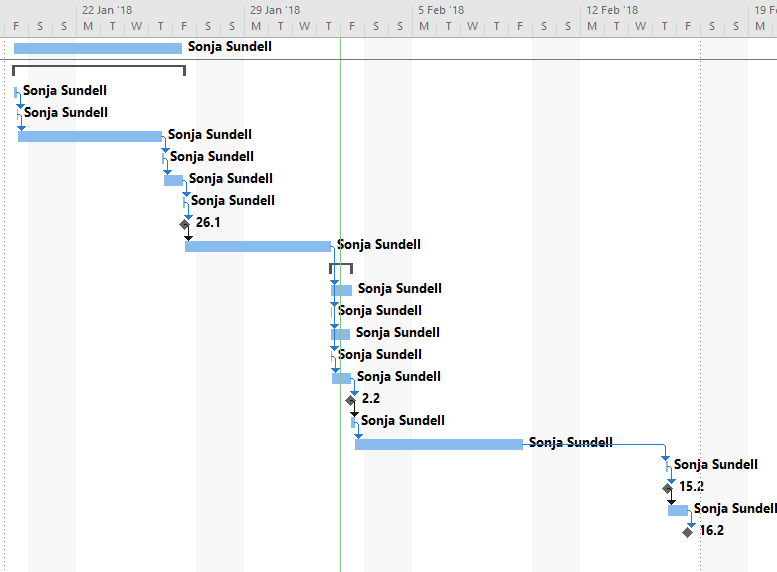 22 Jan '18 29 Jan '18 5 Feb '18 12 Feb '18 19 F
F S S M T W T F S S M T W T F S S M T W T F S S M T W T F S S M
Sonja Sundell
Sonja Sundell
Sonja Sundell
Sonja Sundell
Sonja Sundell
Sonja Sundell
Sonja Sundell
26.1
Sonja Sundell
Sonja Sundell
Sonja Sundell
Sonja Sundell
Sonja Sundell
Sonja Sundell
2.2
Sonja Sundell
Sonja Sundell
Sonja Sundell
15.2
Sonja Sundell
16.2